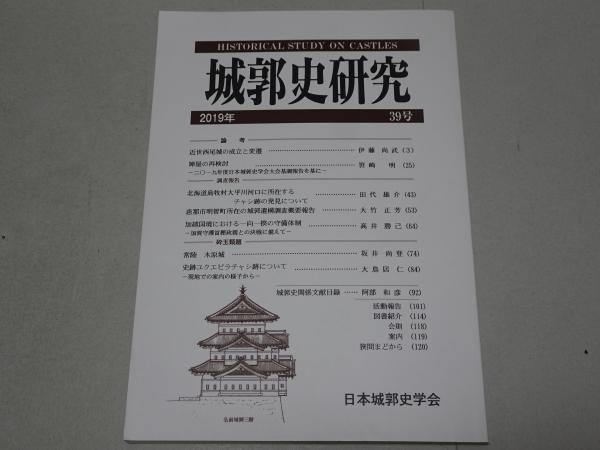 HISTORICAL STUDY ON CASTLES
城郭史研究
2019年 39号
論考
近世西尾城の成立と変遷 伊藤尚武 (3)
陣屋の再検討 笹崎明 (25)
-二〇一九年度日本城郭史学会大会基調報告を基に-
調査報告
北海道島牧村大平川河口に所在する
チャシ跡の発見について 田代雄介 (43)
恵那市明智町所在の城郭遺構調査概要報告 大竹正芳 (53)
加越国境における一向一揆の守備体制 高井勝己 (64)
-加賀守護富樫政親との決戦に備えて-
砕玉類題
常陸 木原城 坂井尚登 (74)
史跡ユクエピラチャシ跡について 大島居仁 (84)
-現地での案内の様子から-
城郭史関係文献目録 阿部和彦 (92)
活動報告 (101)
図書紹介 (114)
会則 (118)
案内 (119)
狭間まどから (120)
弘前城御三階
日本城郭史学会